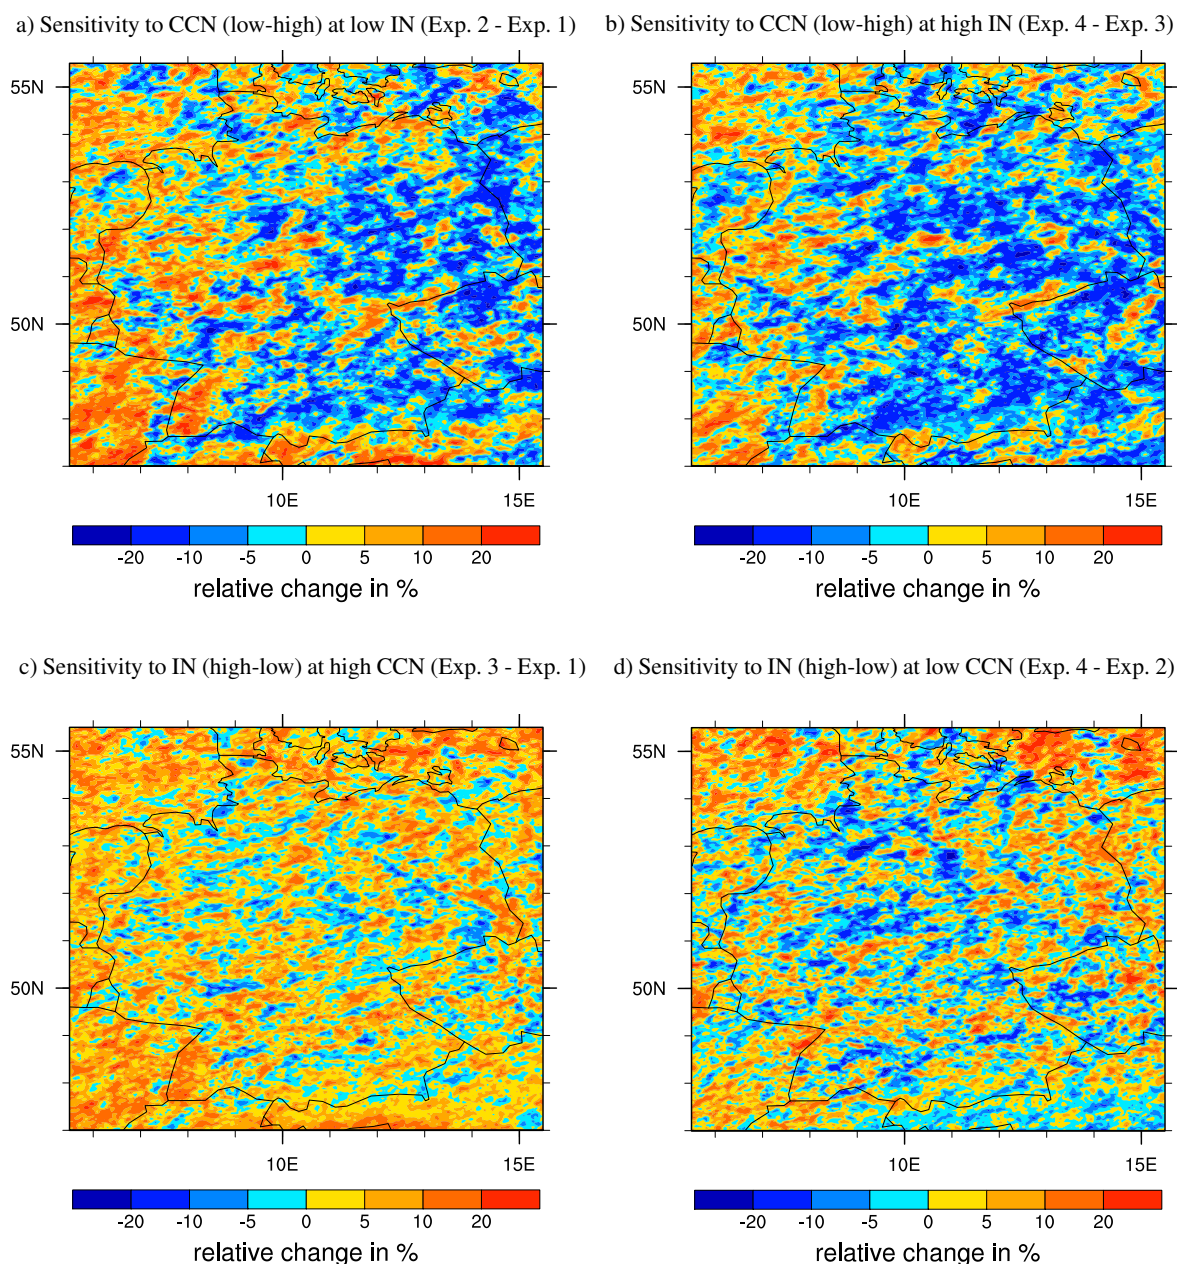 a) Sensitivity to CCN (low-high) at low IN (Exp. 2 - Exp. 1)
b) Sensitivity to CCN (low-high) at high IN (Exp. 4 - Exp. 3)
55N
50N
10E 15E
-20 -10 -5 0 5 10 20
relative change in %
55N
50N
10E 15E
-20 -10 -5 0 5 10 20
relative change in %
c) Sensitivity to IN (high-low) at high CCN (Exp. 3 - Exp. 1)
d) Sensitivity to IN (high-low) at low CCN (Exp. 4 - Exp. 2)
55N
50N
10E 15E
-20 -10 -5 0 5 10 20
relative change in %
55N
50N
10E 15E
-20 -10 -5 0 5 10 20
relative change in %